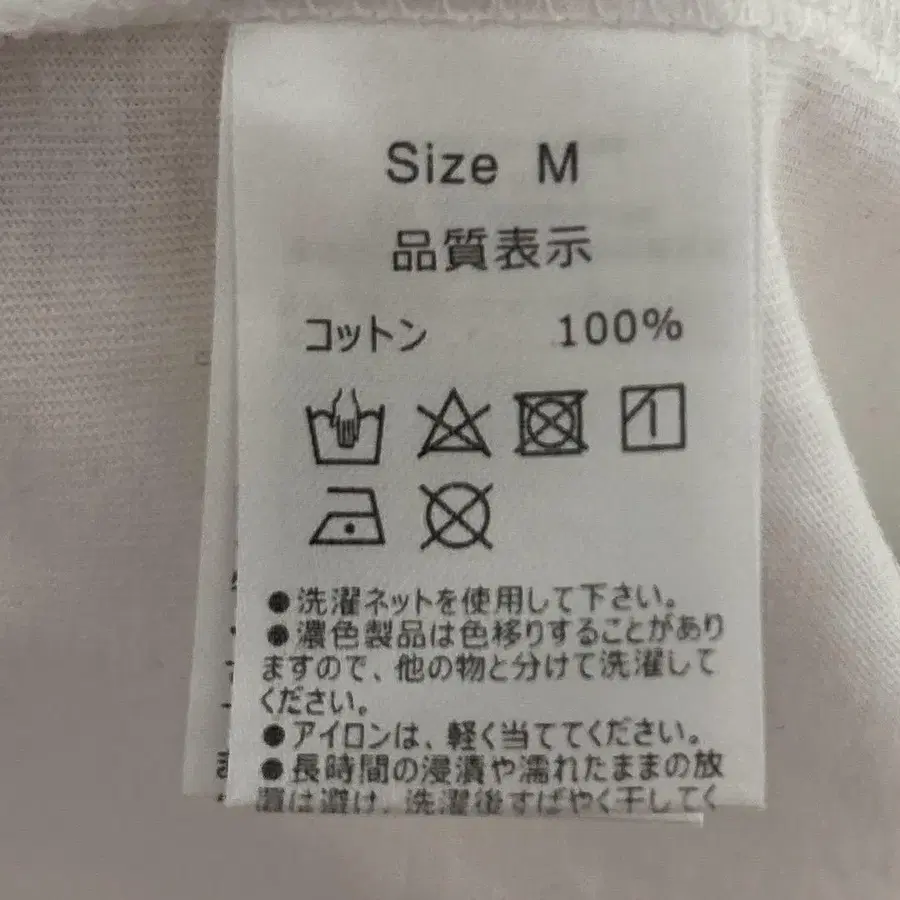 Size M
品質表示
コットン 100%
●洗濯ネットを使用して下さい。
●濃色製品は色移りすることがあり
ますので、他の物と分けて洗濯して
ください。
●アイロンは、軽く当ててください。
●長時間の浸漬や濡れたままの放
置は避け、洗濯後すばやく干してく